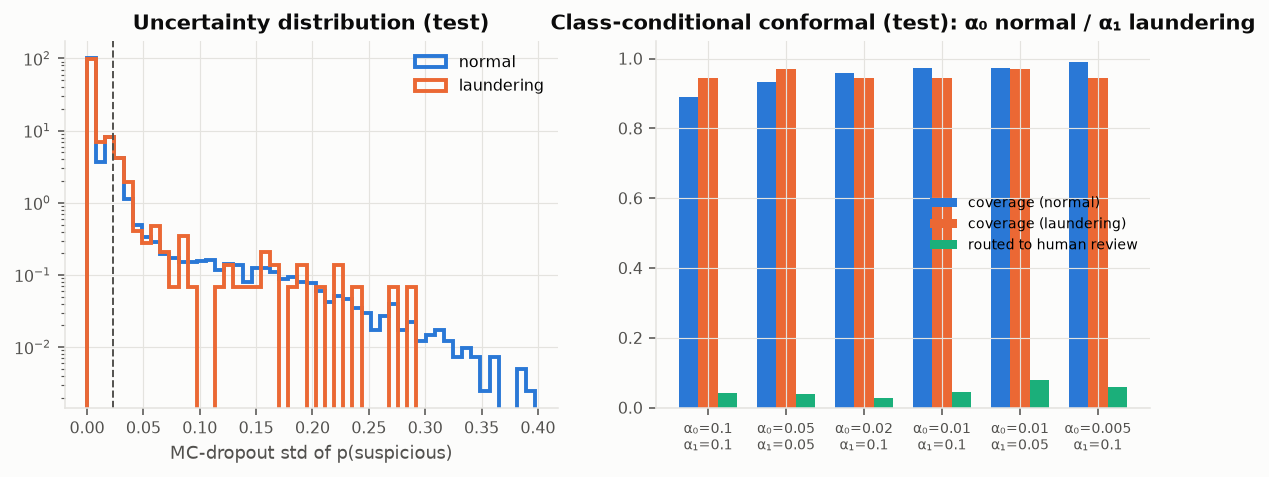 Uncertainty distribution (test)
normal
laundering
10²
10¹
10⁰
10⁻¹
10⁻²
0.00 0.05 0.10 0.15 0.20 0.25 0.30 0.35 0.40
MC-dropout std of p(suspicious)
Class-conditional conformal (test): α₀ normal / α₁ laundering
1.0
0.8
0.6
0.4
0.2
0.0
coverage (normal)
coverage (laundering)
routed to human review
α₀=0.1 α₀=0.05 α₀=0.02 α₀=0.01 α₀=0.01 α₀=0.005
α₁=0.1 α₁=0.05 α₁=0.1 α₁=0.1 α₁=0.05 α₁=0.1